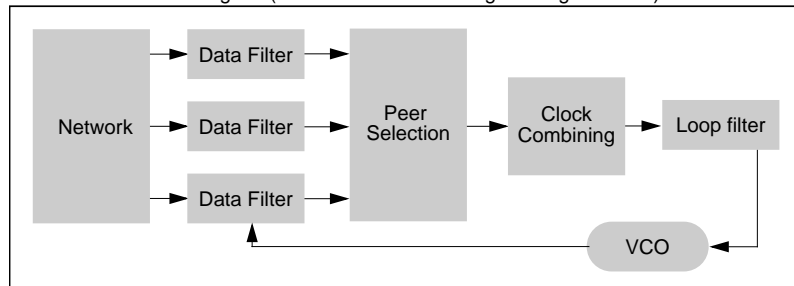 Data Filter
Network
Data Filter
Data Filter
Peer
Selection
Clock
Combining
Loop filter
VCO